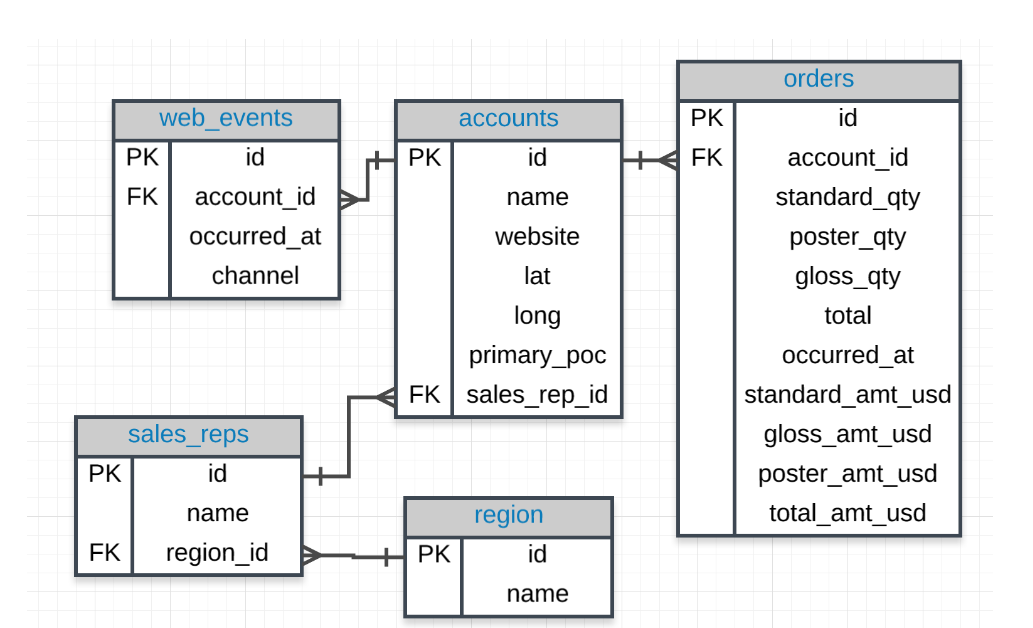 web_events
PK id
FK account_id
occurred_at
channel
accounts
PK id
name
website
lat
long
primary_poc
FK sales_rep_id
orders
PK id
FK account_id
standard_qty
poster_qty
gloss_qty
total
occurred_at
standard_amt_usd
gloss_amt_usd
poster_amt_usd
total_amt_usd
sales_reps
PK id
name
FK region_id
region
PK id
name